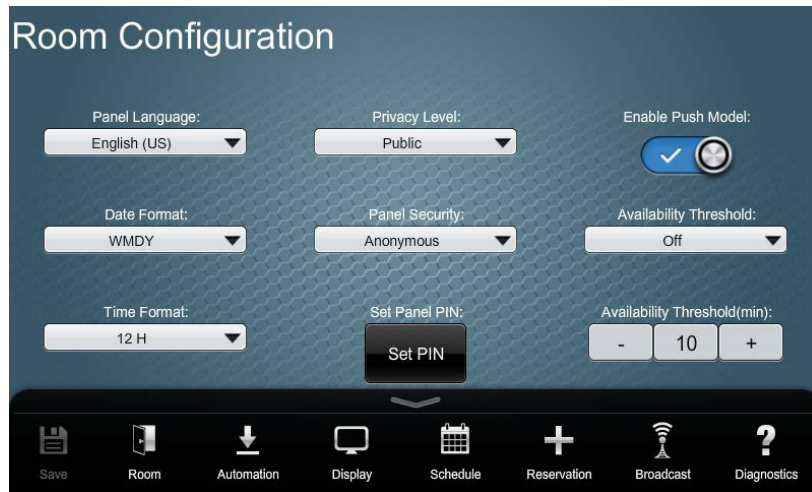 Room Configuration
Panel Language:
Privacy Level:
Enable Push Model:
English (US)
Public
Date Format:
Panel Security:
Availability Threshold:
WMDY
Anonymous
Off
Time Format:
Set Panel PIN:
Availability Threshold(min):
12 H
Set PIN
-
10
+
Save
Room
Automation
Display
Schedule
Reservation
Broadcast
Diagnostics